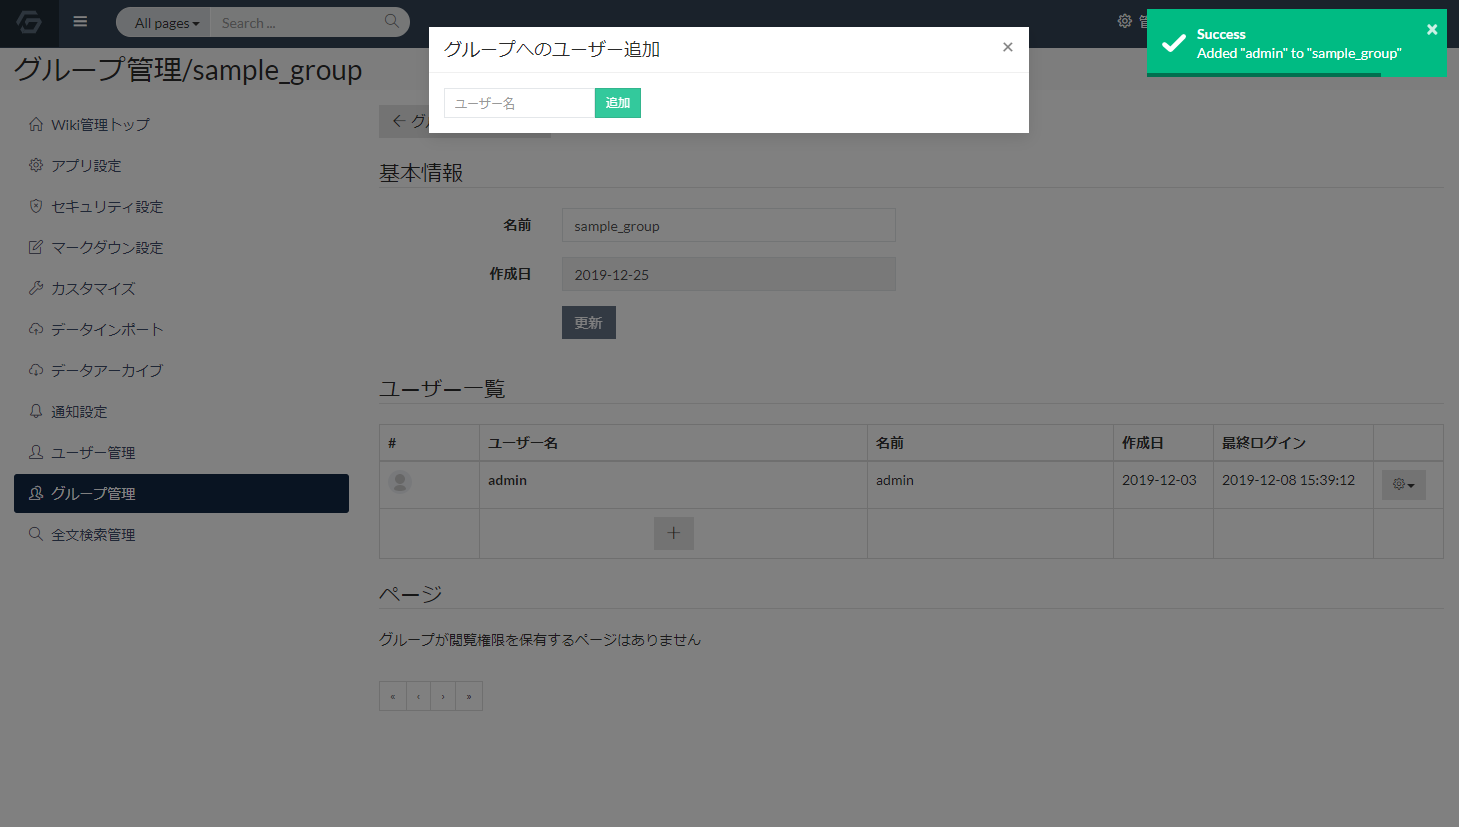 All pages
Search ...
管
グループへのユーザー追加
×
Success
Added "admin" to "sample_group"
×
グループ管理/sample_group
ユーザー名
追加
Wiki管理トップ
アプリ設定
セキュリティ設定
マークダウン設定
カスタマイズ
データインポート
データアーカイブ
通知設定
ユーザー管理
グループ管理
全文検索管理
← グル
基本情報
名前
sample_group
作成日
2019-12-25
更新
ユーザー一覧
# ユーザー名 名前 作成日 最終ログイン
admin admin 2019-12-03 2019-12-08 15:39:12
+
ページ
グループが閲覧権限を保有するページはありません
« ‹ › »